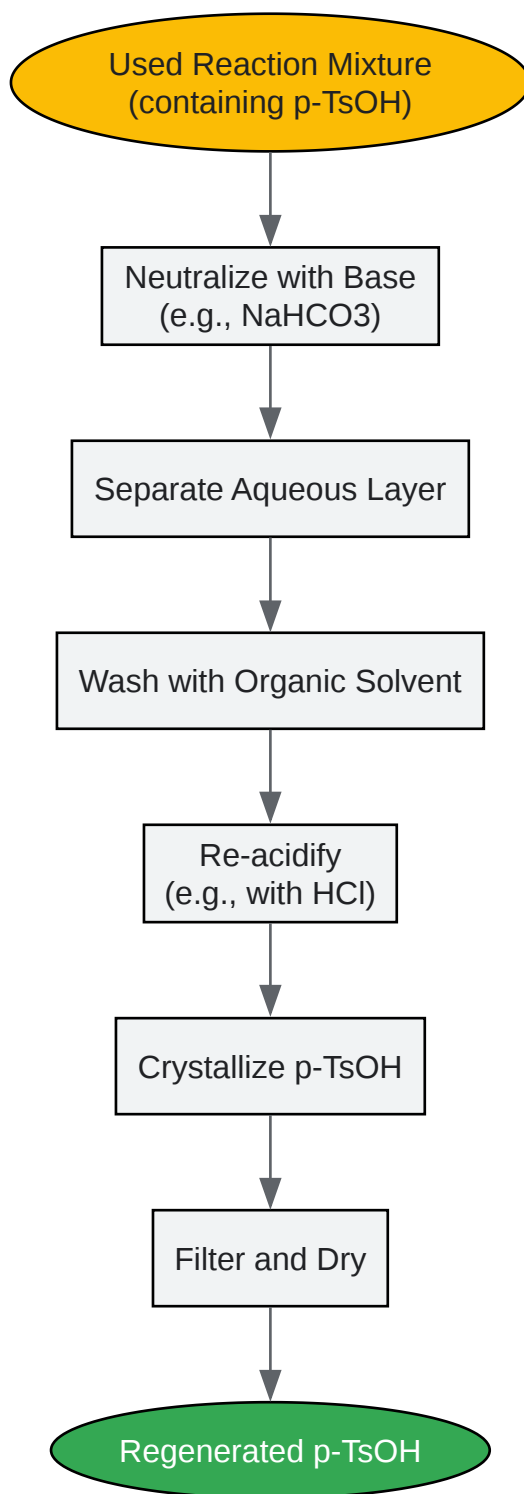 Used Reaction Mixture
(containing p-TsOH)
Neutralize with Base
(e.g., NaHCO3)
Separate Aqueous Layer
Wash with Organic Solvent
Re-acidify
(e.g., with HCl)
Crystallize p-TsOH
Filter and Dry
Regenerated p-TsOH